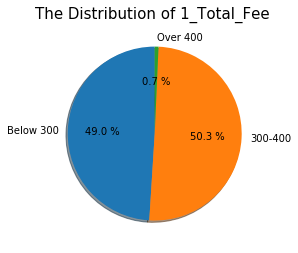 The Distribution of 1_Total_Fee
Over 400
0.7 %
Below 300
49.0 %
50.3 %
300-400